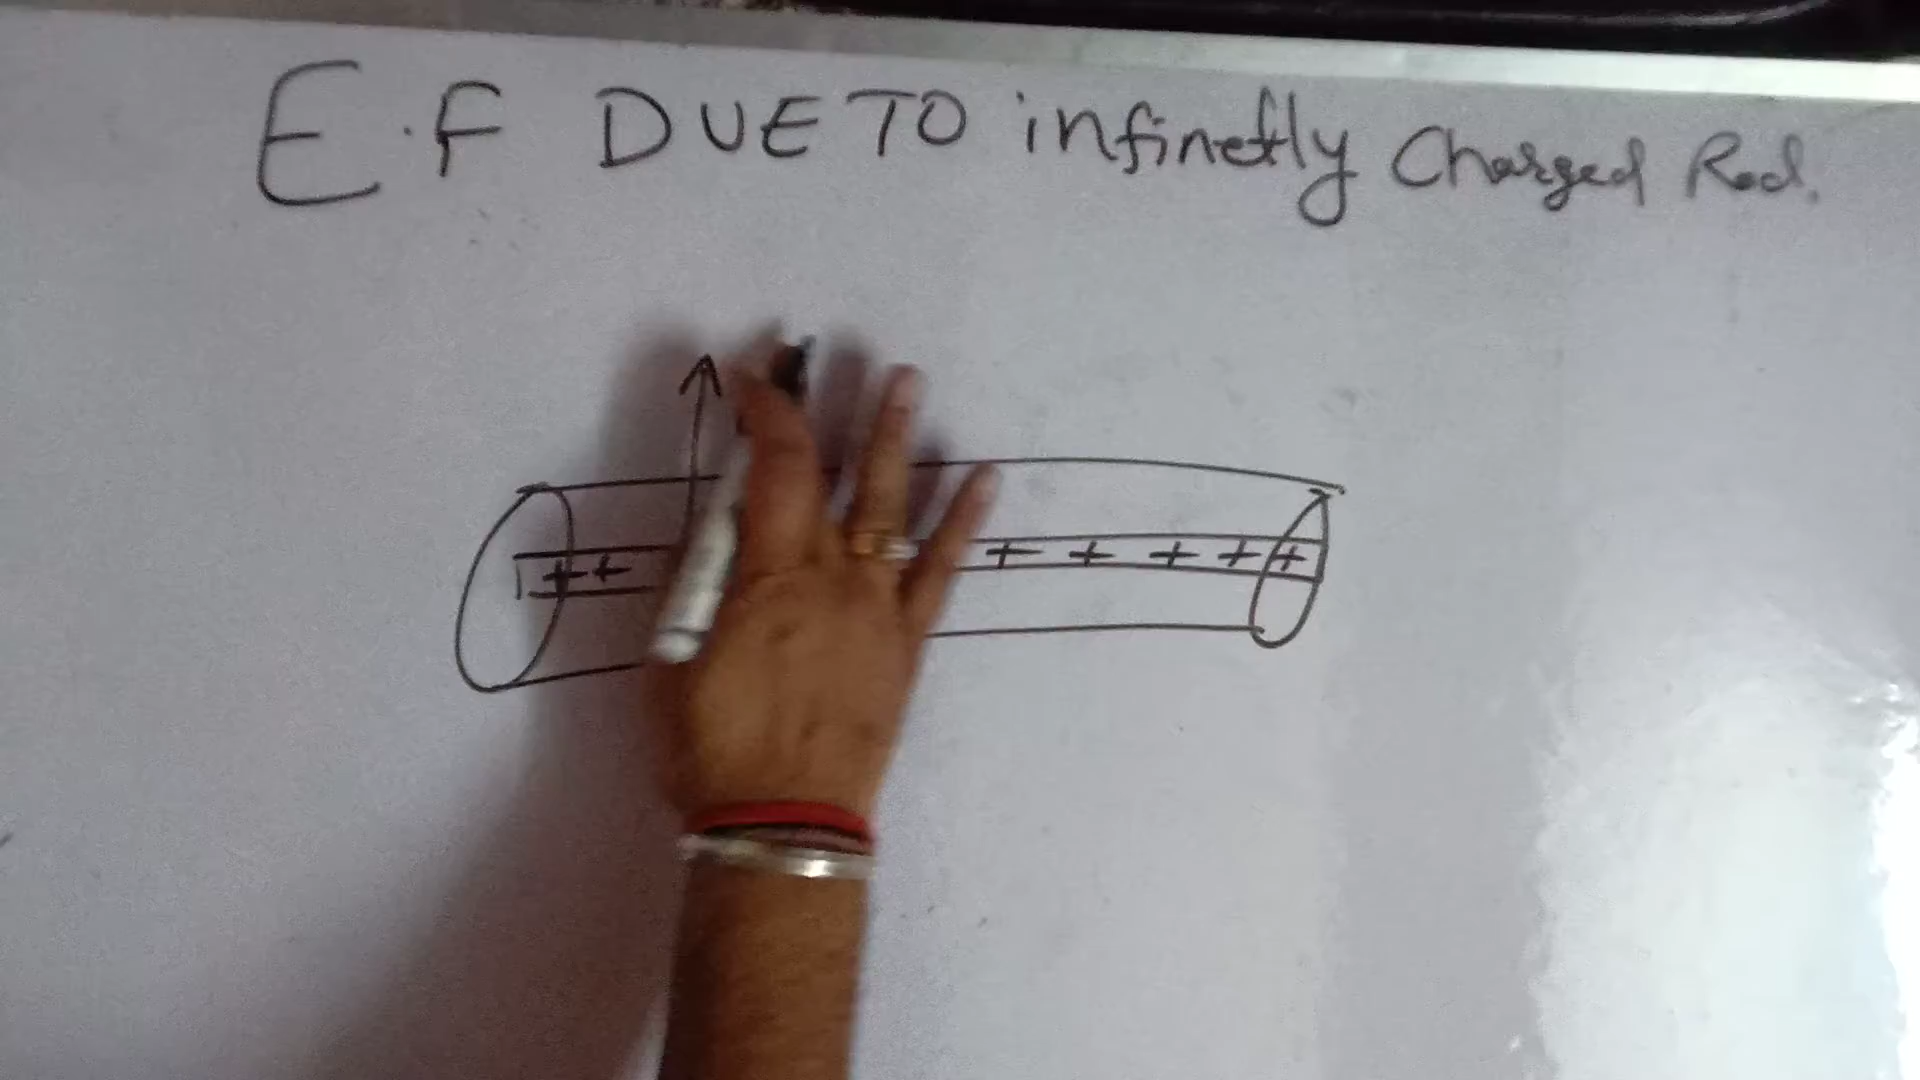 E.F DUE TO infinetly Charged Rod.
++ + + + + +